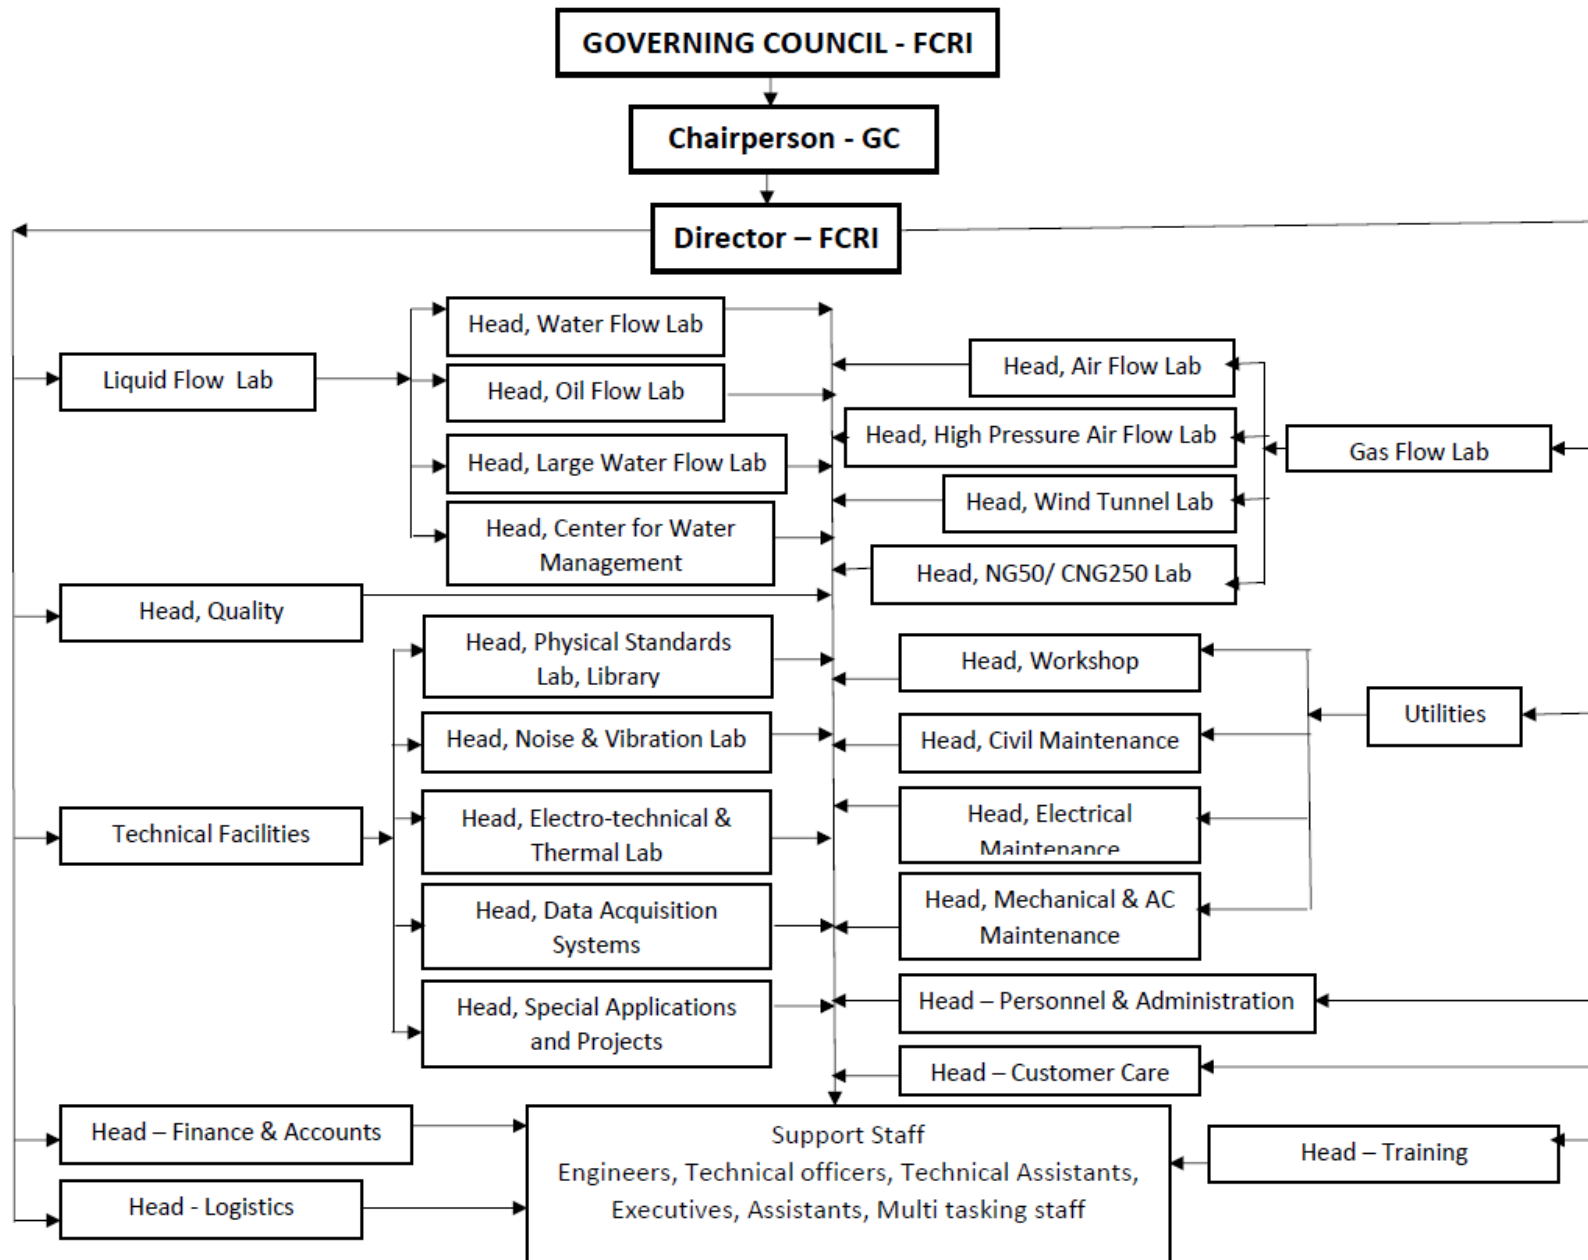 GOVERNING COUNCIL - FCRI
Chairperson - GC
Director – FCRI
Liquid Flow Lab
Head, Water Flow Lab
Head, Oil Flow Lab
Head, Large Water Flow Lab
Head, Center for Water
Management
Head, Air Flow Lab
Head, High Pressure Air Flow Lab
Head, Wind Tunnel Lab
Head, NG50/ CNG250 Lab
Gas Flow Lab
Head, Quality
Technical Facilities
Head, Physical Standards
Lab, Library
Head, Noise & Vibration Lab
Head, Electro-technical &
Thermal Lab
Head, Data Acquisition
Systems
Head, Special Applications
and Projects
Head, Workshop
Head, Civil Maintenance
Head, Electrical
Maintenance
Head, Mechanical & AC
Maintenance
Utilities
Head – Personnel & Administration
Head – Customer Care
Head – Finance & Accounts
Head - Logistics
Support Staff
Engineers, Technical officers, Technical Assistants,
Executives, Assistants, Multi tasking staff
Head – Training